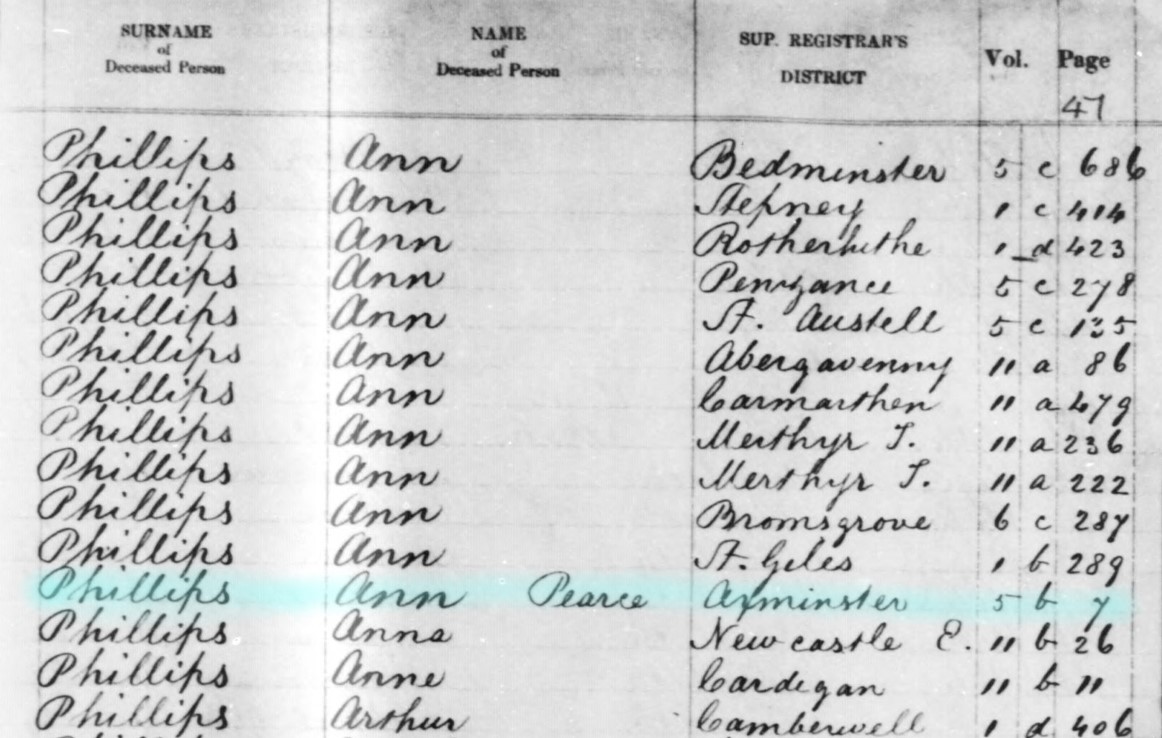 SURNAME of Deceased Person NAME of Deceased Person SUP. REGISTRAR'S DISTRICT Vol. Page
47
Phillips Ann Bedminster 5 c 686
Phillips Ann Stepney 1 c 414
Phillips Ann Rotherhithe 1 d 423
Phillips Ann Penzance 5 c 278
Phillips Ann St. Austell 5 c 135
Phillips Ann Abergavenny 11 a 86
Phillips Ann Carmarthen 11 a 479
Phillips Ann Merthyr T. 11 a 236
Phillips Ann Merthyr T. 11 a 222
Phillips Ann Bromsgrove 6 c 287
Phillips Ann St. Giles 1 b 289
Phillips Ann Pearce Axminster 5 b 7
Phillips Anna Newcastle E. 11 b 26
Phillips Anne Cardigan 11 b 11
Phillips Arthur Camberwell 1 d 406